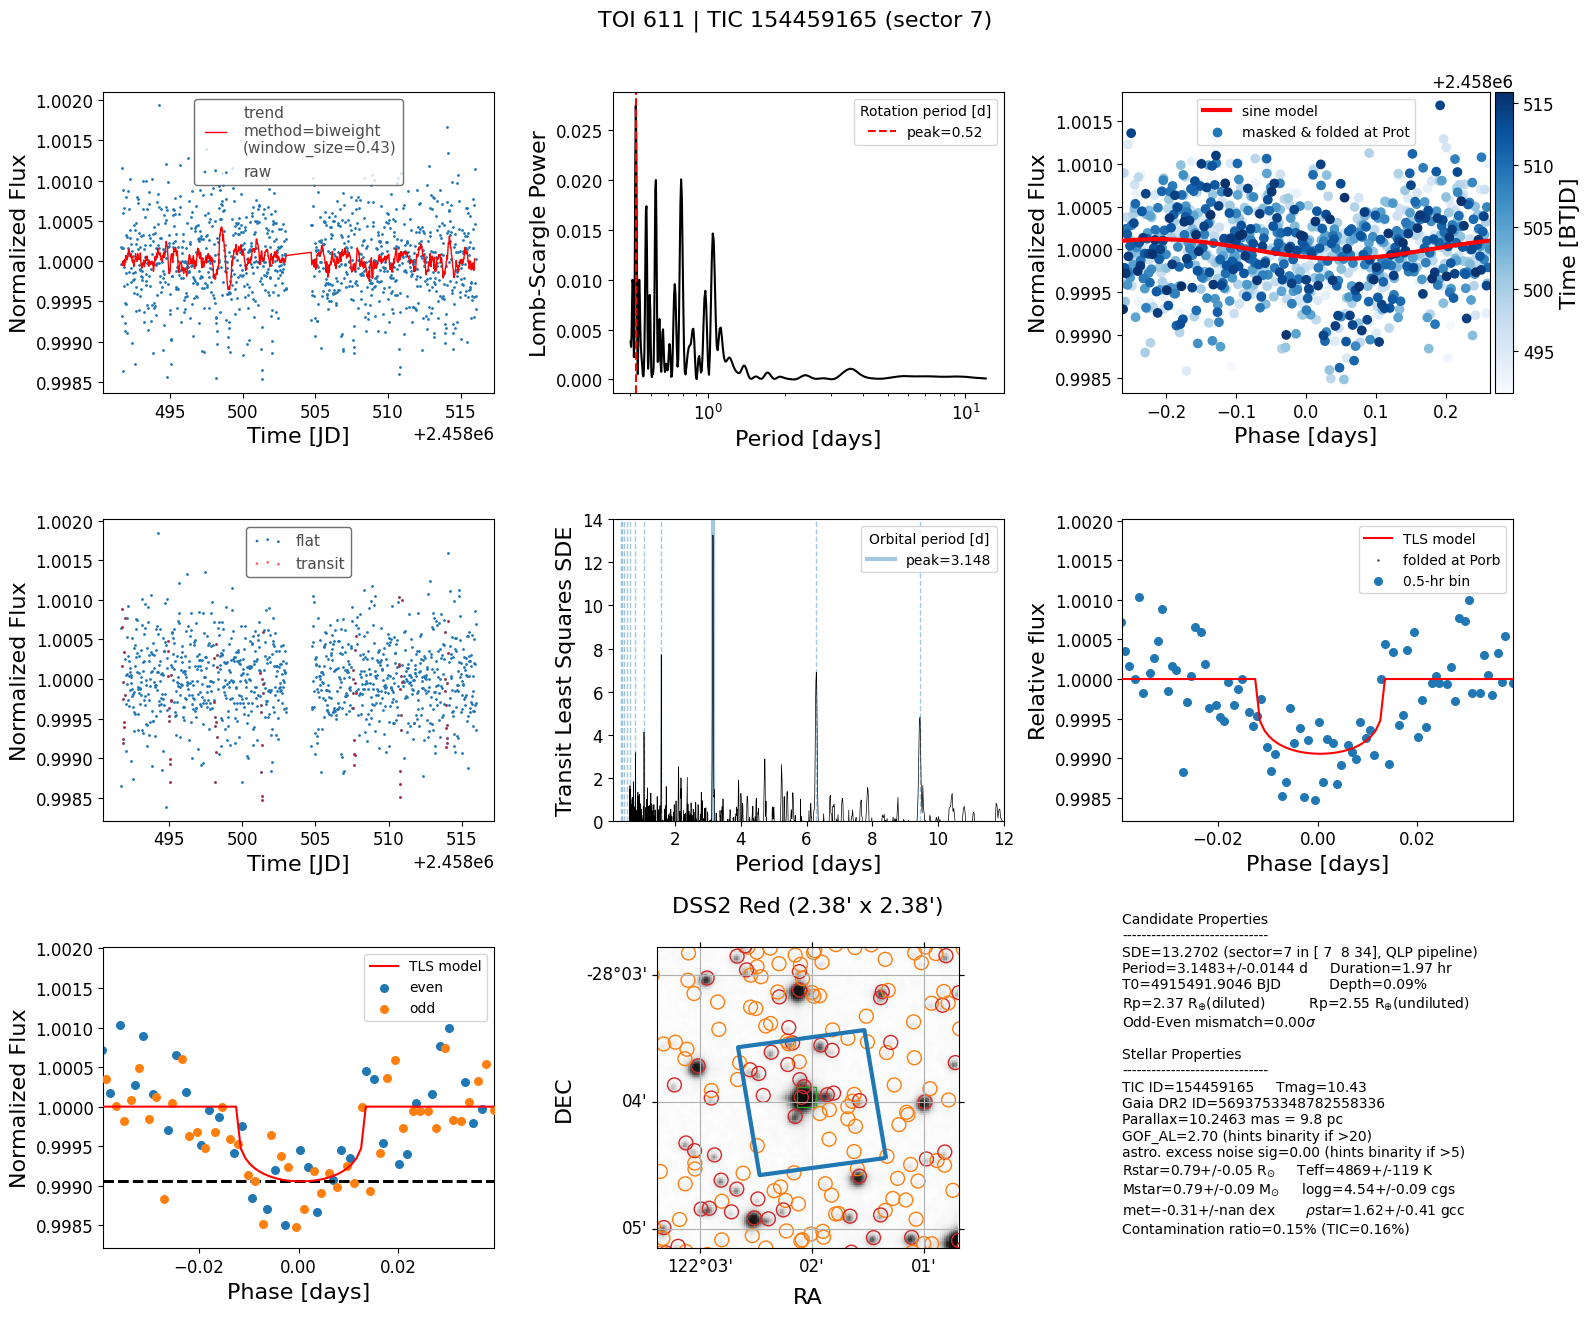 TOI 611 | TIC 154459165 (sector 7)
1.0020
1.0015
1.0010
1.0005
1.0000
0.9995
0.9990
0.9985
Normalized Flux
trend
method=biweight
(window_size=0.43)
raw
495 500 505 510 515
Time [JD]
+2.458e6
0.025
0.020
0.015
0.010
0.005
0.000
Lomb-Scargle Power
Rotation period [d]
peak=0.52
10⁰ 10¹
Period [days]
+2.458e6
1.0015
1.0010
1.0005
1.0000
0.9995
0.9990
0.9985
Normalized Flux
sine model
masked & folded at Prot
−0.2 −0.1 0.0 0.1 0.2
Phase [days]
515
510
505
500
495
Time [BTJD]
1.0020
1.0015
1.0010
1.0005
1.0000
0.9995
0.9990
0.9985
Normalized Flux
flat
transit
495 500 505 510 515
Time [JD]
+2.458e6
14
12
10
8
6
4
2
0
Transit Least Squares SDE
Orbital period [d]
peak=3.148
2 4 6 8 10 12
Period [days]
1.0020
1.0015
1.0010
1.0005
1.0000
0.9995
0.9990
0.9985
Relative flux
TLS model
folded at Porb
0.5-hr bin
−0.02 0.00 0.02
Phase [days]
1.0020
1.0015
1.0010
1.0005
1.0000
0.9995
0.9990
0.9985
Normalized Flux
TLS model
even
odd
−0.02 0.00 0.02
Phase [days]
DSS2 Red (2.38' x 2.38')
-28°03'
04'
05'
DEC
122°03' 02' 01'
RA
Candidate Properties
------------------------------
SDE=13.2702 (sector=7 in [ 7 8 34], QLP pipeline)
Period=3.1483+/-0.0144 d Duration=1.97 hr
T0=4915491.9046 BJD Depth=0.09%
Rp=2.37 R⊕(diluted) Rp=2.55 R⊕(undiluted)
Odd-Even mismatch=0.00σ
Stellar Properties
------------------------------
TIC ID=154459165 Tmag=10.43
Gaia DR2 ID=5693753348782558336
Parallax=10.2463 mas = 9.8 pc
GOF_AL=2.70 (hints binarity if >20)
astro. excess noise sig=0.00 (hints binarity if >5)
Rstar=0.79+/-0.05 R⊙ Teff=4869+/-119 K
Mstar=0.79+/-0.09 M⊙ logg=4.54+/-0.09 cgs
met=-0.31+/-nan dex ρstar=1.62+/-0.41 gcc
Contamination ratio=0.15% (TIC=0.16%)